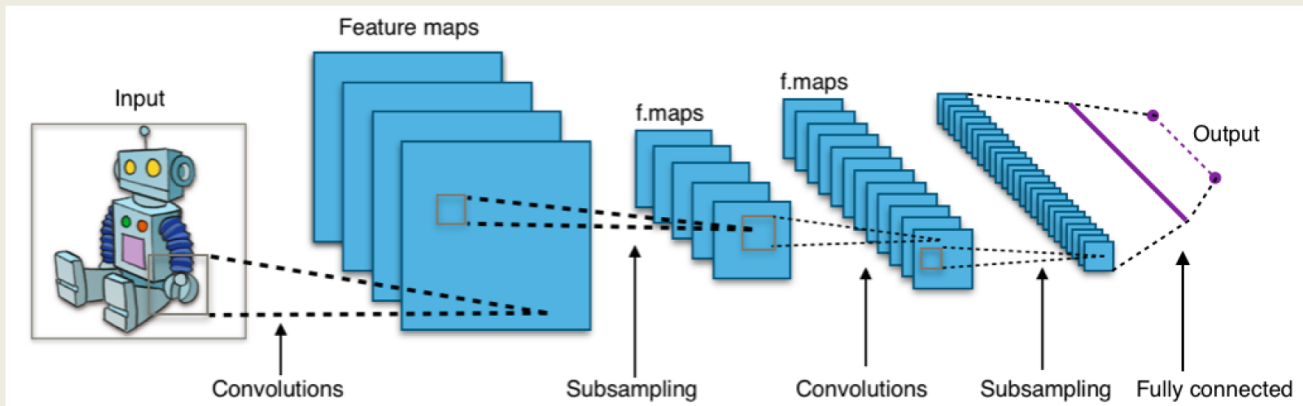 Feature maps
Input
f.maps
f.maps
Output
Convolutions
Subsampling
Convolutions
Subsampling
Fully connected